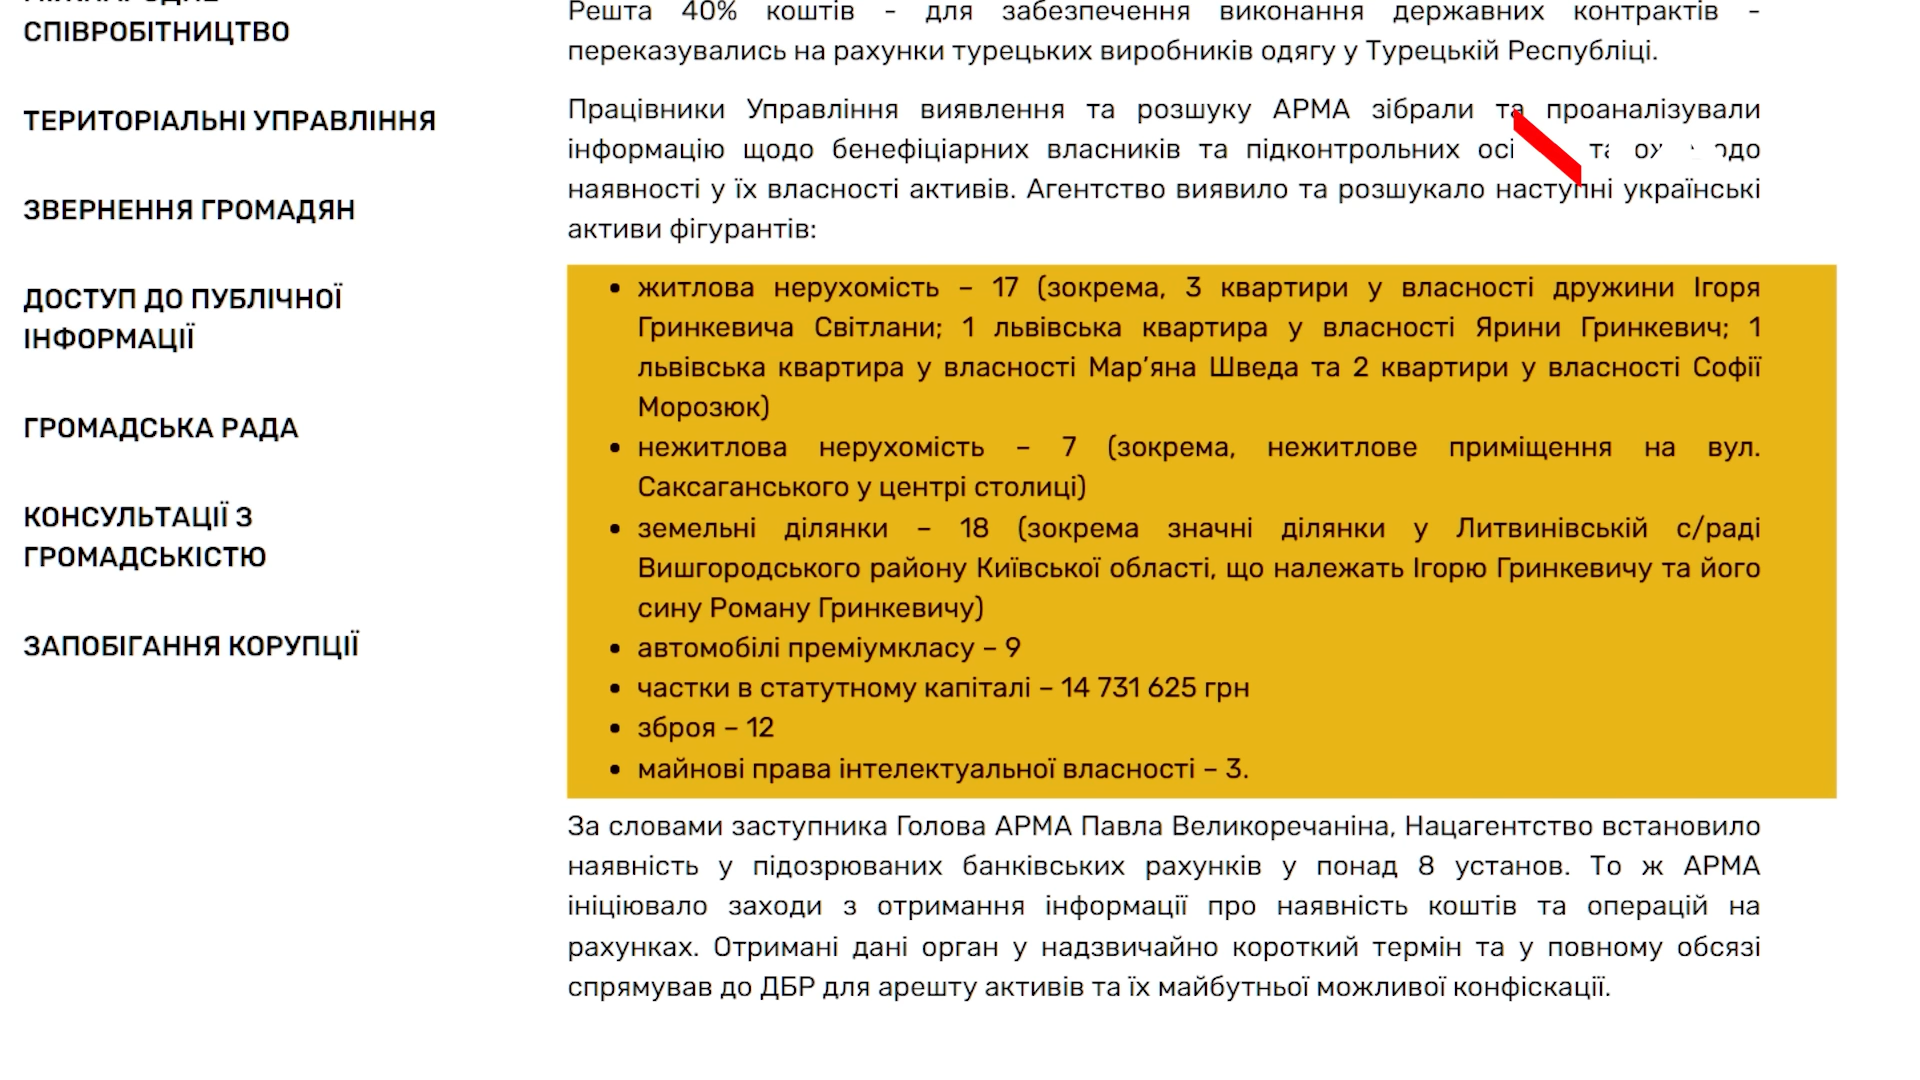 СПІВРОБІТНИЦТВО
ТЕРИТОРІАЛЬНІ УПРАВЛІННЯ
ЗВЕРНЕННЯ ГРОМАДЯН
ДОСТУП ДО ПУБЛІЧНОЇ
ІНФОРМАЦІЇ
ГРОМАДСЬКА РАДА
КОНСУЛЬТАЦІЇ З
ГРОМАДСЬКІСТЮ
ЗАПОБІГАННЯ КОРУПЦІЇ
Решта 40% коштів - для забезпечення виконання державних контрактів -
переказувались на рахунки турецьких виробників одягу у Турецькій Республіці.
Працівники Управління виявлення та розшуку АРМА зібрали та проаналізували
інформацію щодо бенефіціарних власників та підконтрольних
наявності у їх власності активів. Агентство виявило та розшукало наступні українські
активи фігурантів:
• житлова нерухомість – 17 (зокрема, 3 квартири у власності дружини Ігоря
Гринкевича Світлани; 1 львівська квартира у власності Ярини Гринкевич; 1
львівська квартира у власності Мар’яна Шведа та 2 квартири у власності Софії
Морозюк)
• нежитлова нерухомість – 7 (зокрема, нежитлове приміщення на вул.
Саксаганського у центрі столиці)
• земельні ділянки – 18 (зокрема значні ділянки у Литвинівській с/раді
Вишгородського району Київської області, що належать Ігорю Гринкевичу та його
сину Роману Гринкевичу)
• автомобілі преміумкласу – 9
• частки в статутному капіталі – 14 731 625 грн
• зброя – 12
• майнові права інтелектуальної власності – 3.
За словами заступника Голова АРМА Павла Великоречаніна, Нацагентство встановило
наявність у підозрюваних банківських рахунків у понад 8 установ. То ж АРМА
ініціювало заходи з отримання інформації про наявність коштів та операцій на
рахунках. Отримані дані орган у надзвичайно короткий термін та у повному обсязі
спрямував до ДБР для арешту активів та їх майбутньої можливої конфіскації.